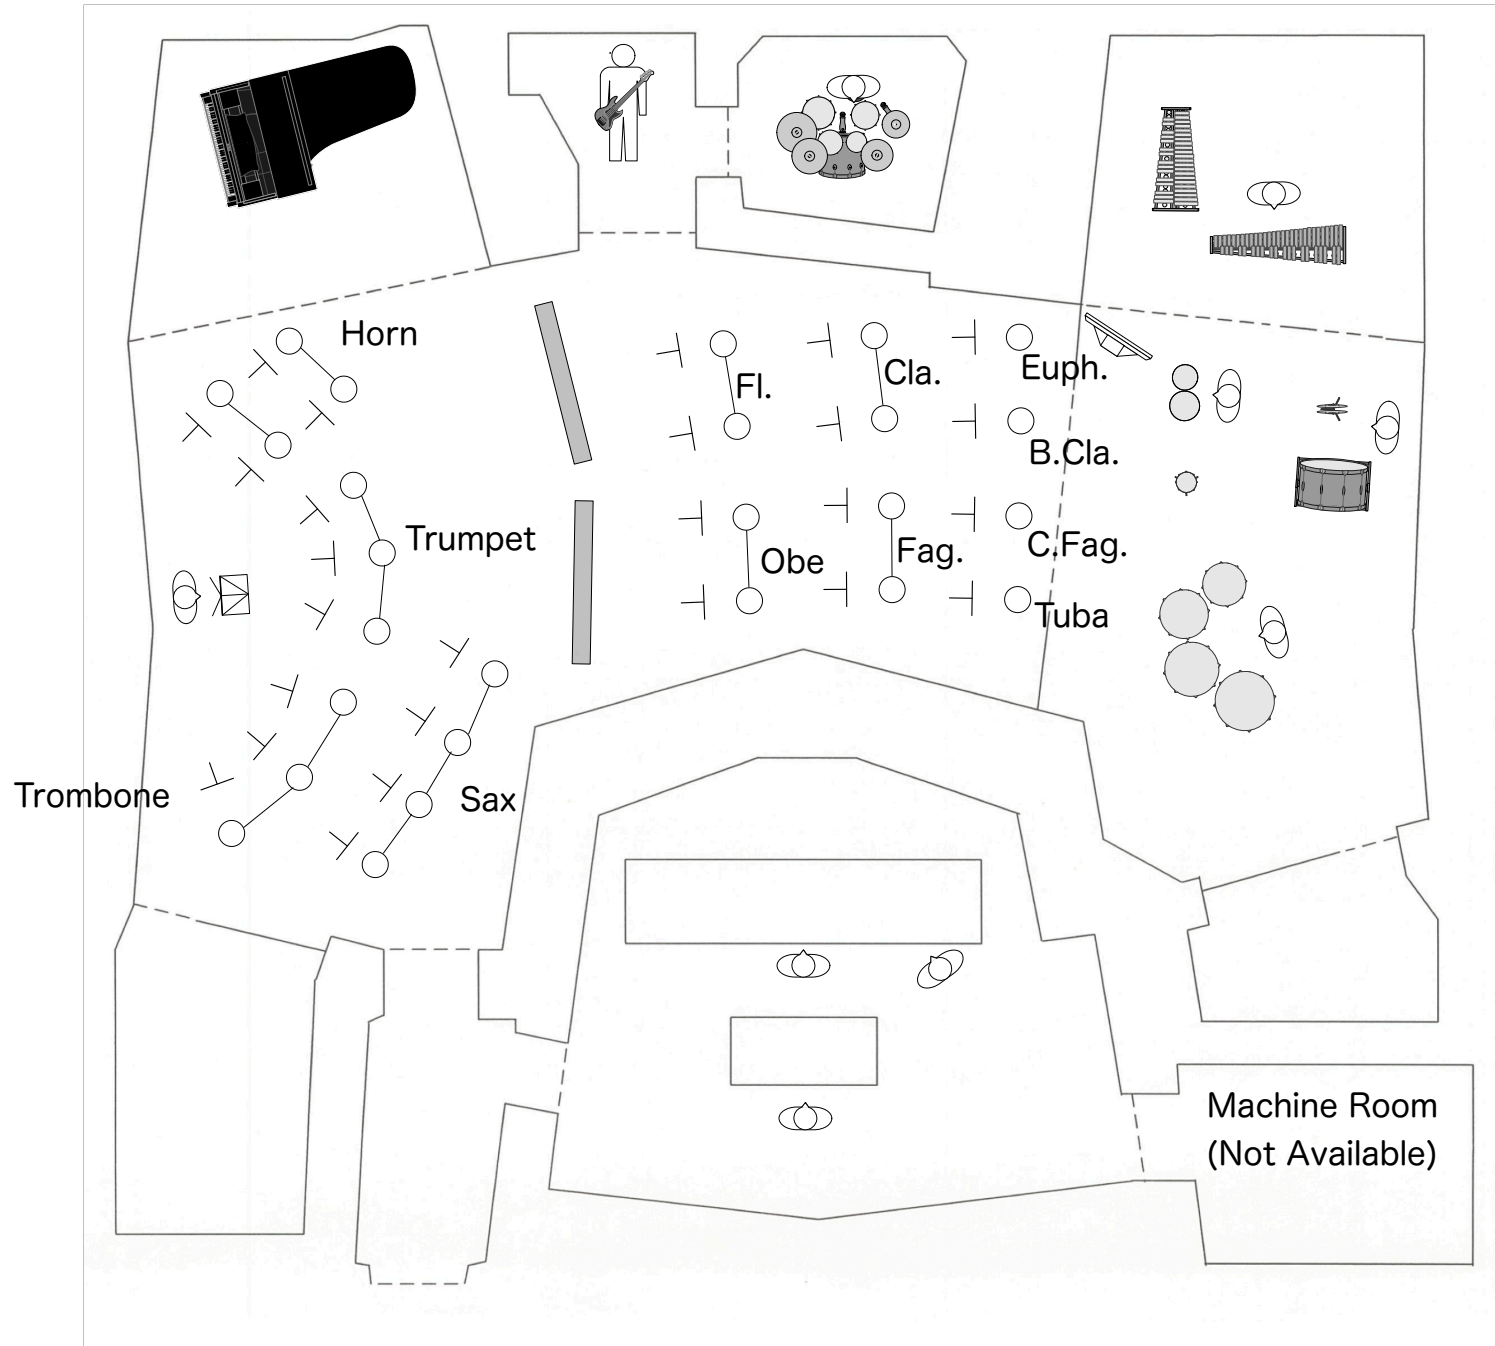 Horn
Fl.
Cla.
Euph.
B.Cla.
Trumpet
Obe
Fag.
C.Fag.
Tuba
Trombone
Sax
Machine Room
(Not Available)